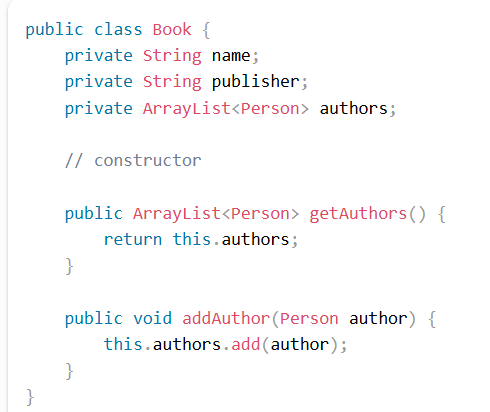 public class Book {
    private String name;
    private String publisher;
    private ArrayList<Person> authors;

    // constructor

    public ArrayList<Person> getAuthors() {
        return this.authors;
    }

    public void addAuthor(Person author) {
        this.authors.add(author);
    }
}